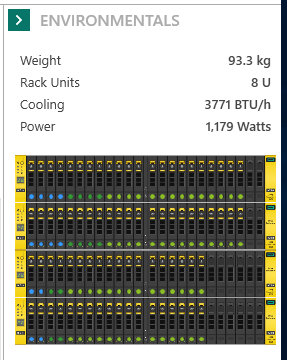 ENVIRONMENTALS
Weight 93.3 kg
Rack Units 8 U
Cooling 3771 BTU/h
Power 1,179 Watts